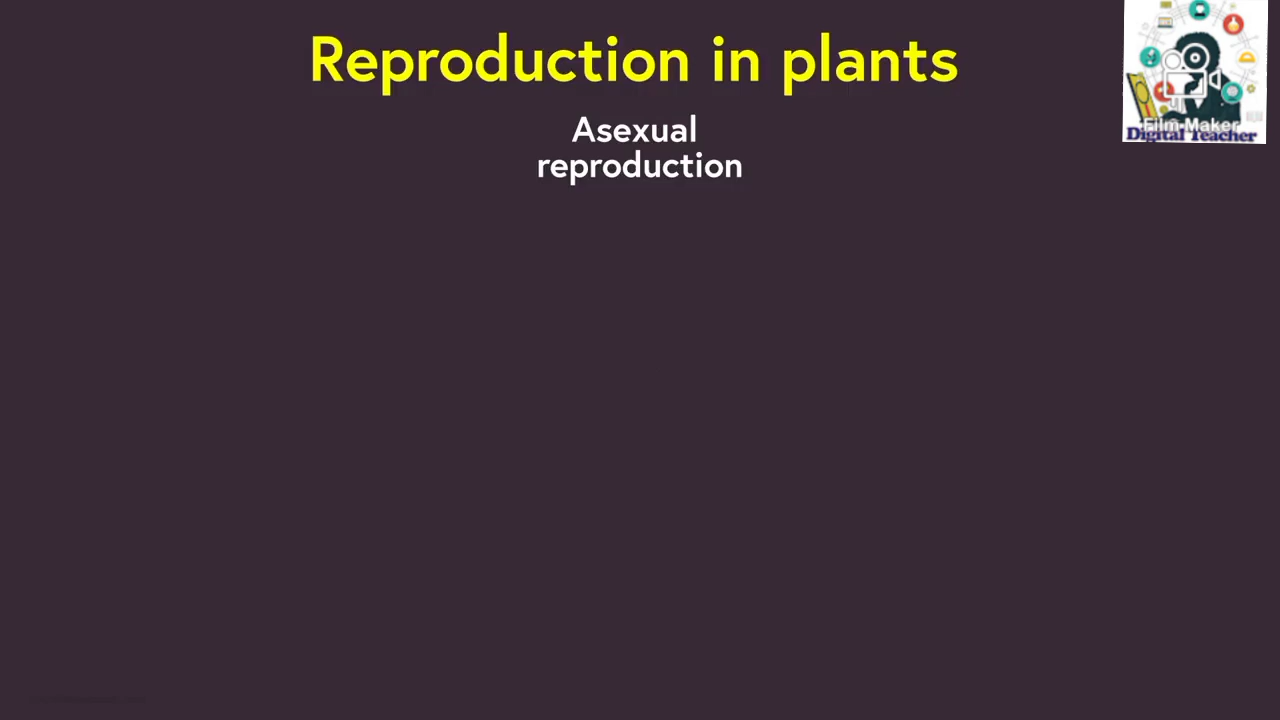 Reproduction in plants
Asexual
reproduction
Film Maker
Digital Teacher